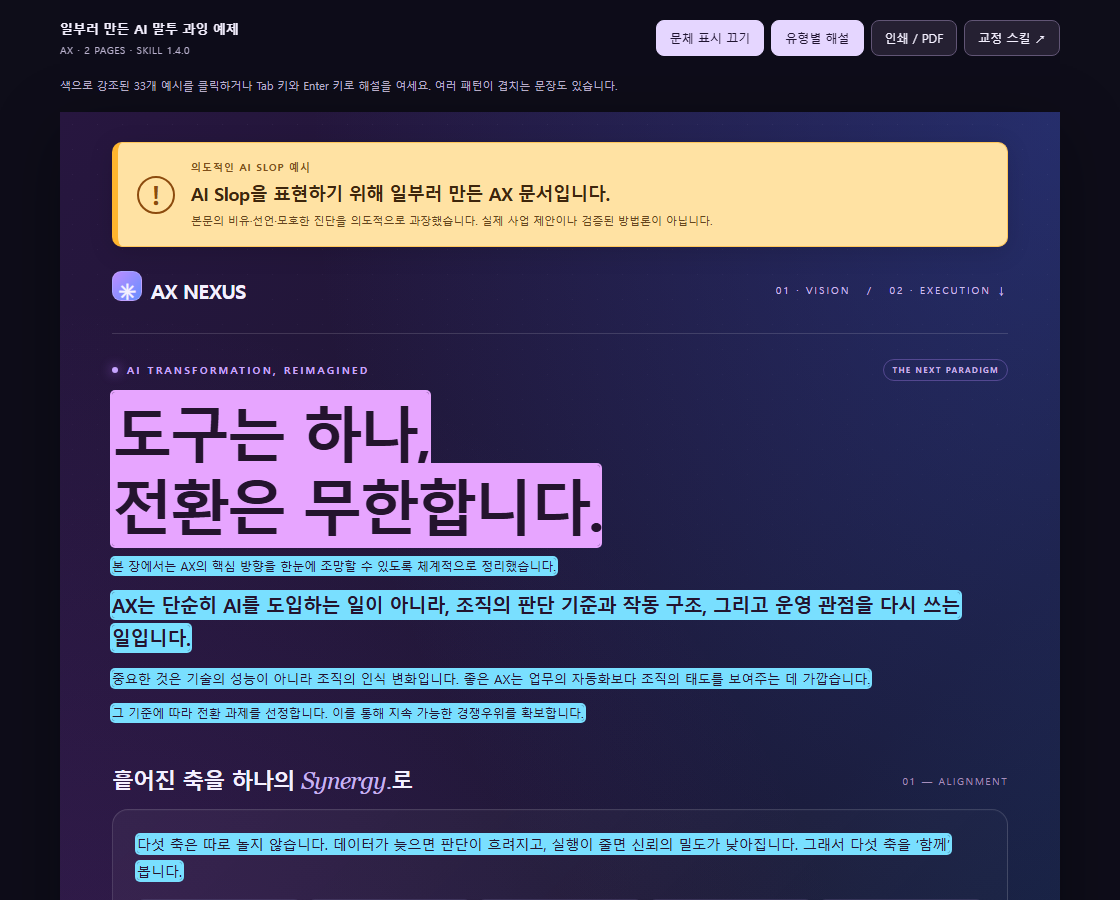 일부러 만든 AI 말투 과잉 예제
AX · 2 PAGES · SKILL 1.4.0
문체 표시 끄기
유형별 해설
인쇄 / PDF
교정 스킬 ↗
색으로 강조된 33개 예시를 클릭하거나 Tab 키와 Enter 키로 해설을 여세요. 여러 패턴이 겹치는 문장도 있습니다.
의도적인 AI SLOP 예시
!
AI Slop을 표현하기 위해 일부러 만든 AX 문서입니다.
본문의 비유·선언·모호한 진단을 의도적으로 과장했습니다. 실제 사업 제안이나 검증된 방법론이 아닙니다.
AX NEXUS
01 · VISION / 02 · EXECUTION ↓
AI TRANSFORMATION, REIMAGINED
THE NEXT PARADIGM
도구는 하나,
전환은 무한합니다.
본 장에서는 AX의 핵심 방향을 한눈에 조망할 수 있도록 체계적으로 정리했습니다.
AX는 단순히 AI를 도입하는 일이 아니라, 조직의 판단 기준과 작동 구조, 그리고 운영 관점을 다시 쓰는
일입니다.
중요한 것은 기술의 성능이 아니라 조직의 인식 변화입니다. 좋은 AX는 업무의 자동화보다 조직의 태도를 보여주는 데 가깝습니다.
그 기준에 따라 전환 과제를 선정합니다. 이를 통해 지속 가능한 경쟁우위를 확보합니다.
흩어진 축을 하나의 Synergy.로
01 — ALIGNMENT
다섯 축은 따로 놀지 않습니다. 데이터가 늦으면 판단이 흐려지고, 실행이 줄면 신뢰의 밀도가 낮아집니다. 그래서 다섯 축을 ‘함께’
봅니다.